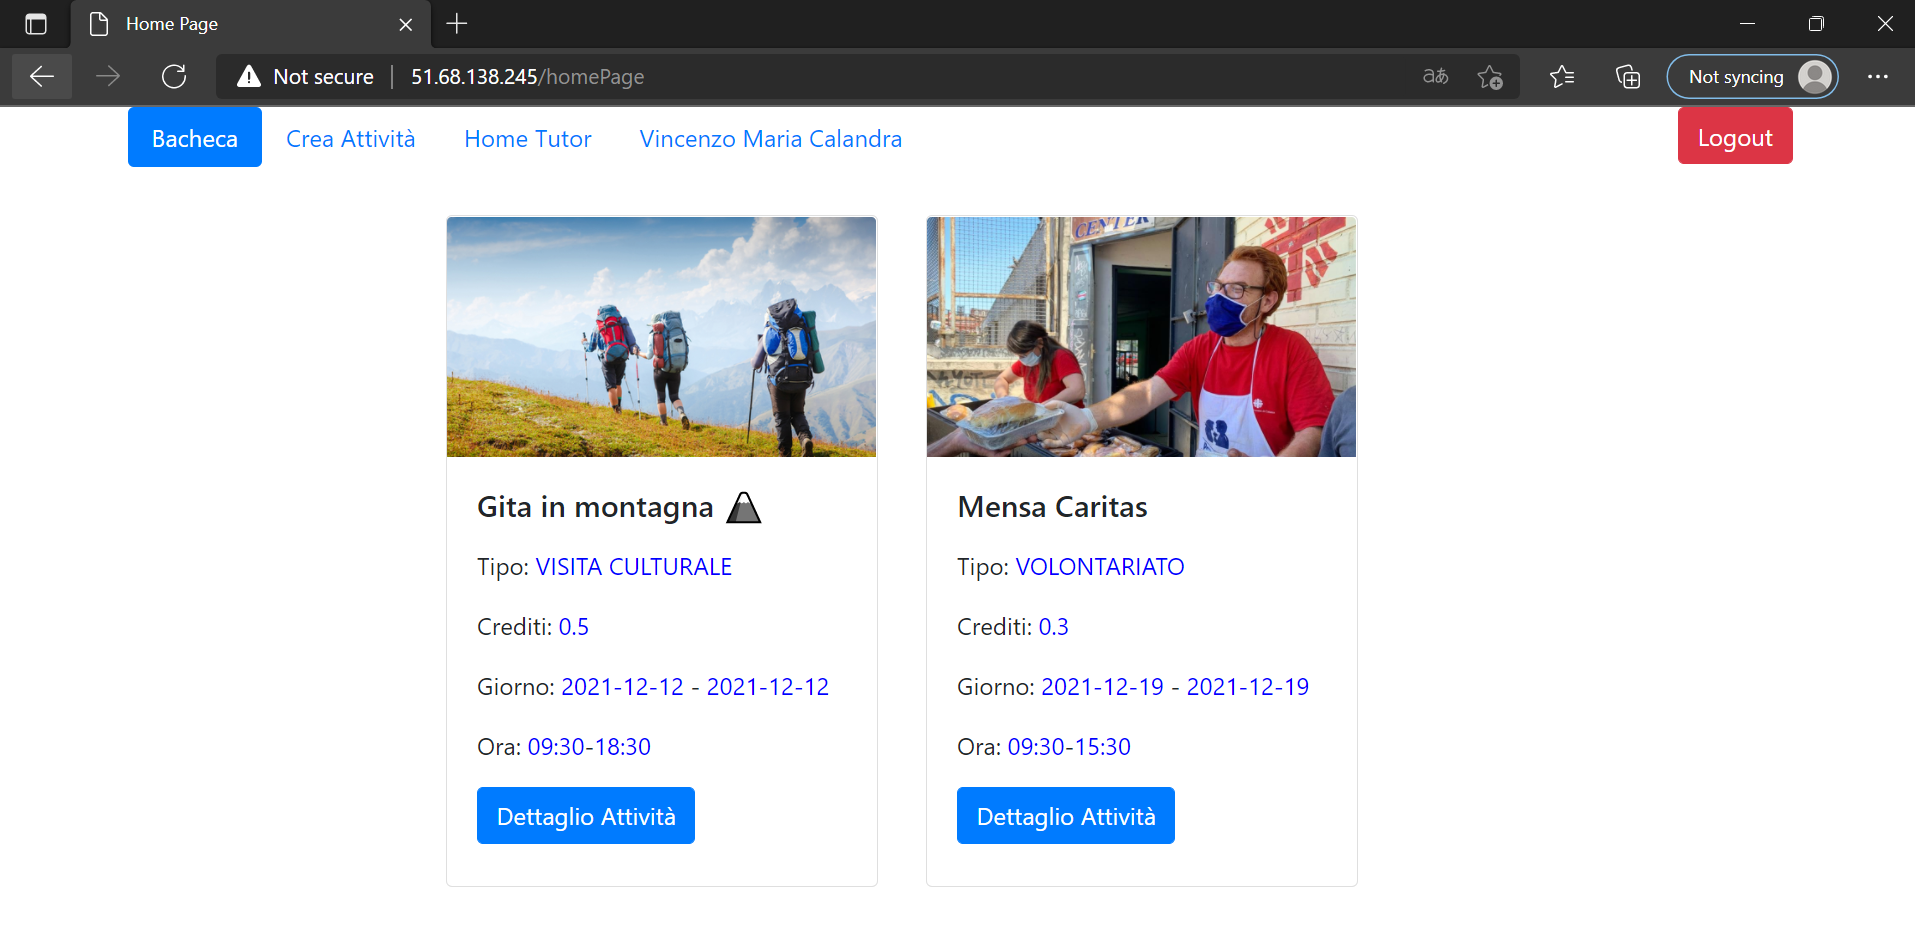 Home Page
Not secure
51.68.138.245/homePage
Not syncing
Bacheca
Crea Attività
Home Tutor
Vincenzo Maria Calandra
Logout
CENTER
Gita in montagna
Tipo: VISITA CULTURALE
Crediti: 0.5
Giorno: 2021-12-12 - 2021-12-12
Ora: 09:30-18:30
Dettaglio Attività
Mensa Caritas
Tipo: VOLONTARIATO
Crediti: 0.3
Giorno: 2021-12-19 - 2021-12-19
Ora: 09:30-15:30
Dettaglio Attività